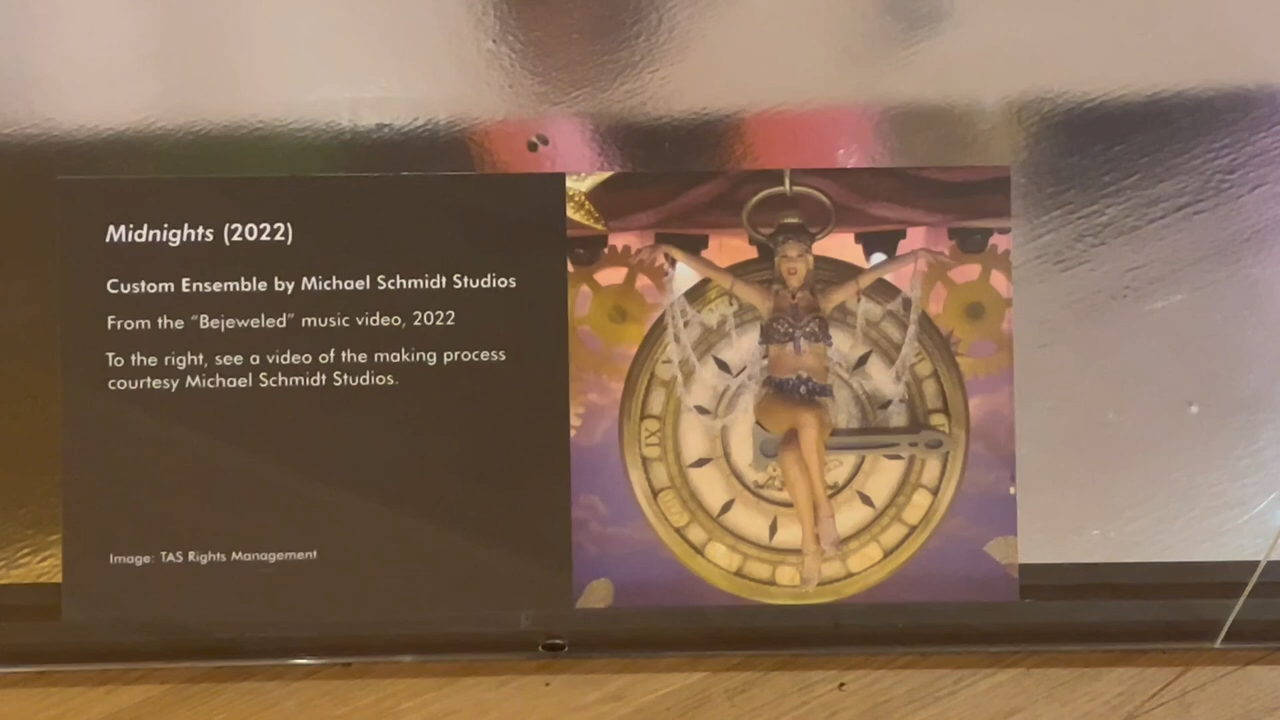 Midnights (2022)
Custom Ensemble by Michael Schmidt Studios
From the “Bejeweled” music video, 2022
To the right, see a video of the making process
courtesy Michael Schmidt Studios.
Image: TAS Rights Management
IX